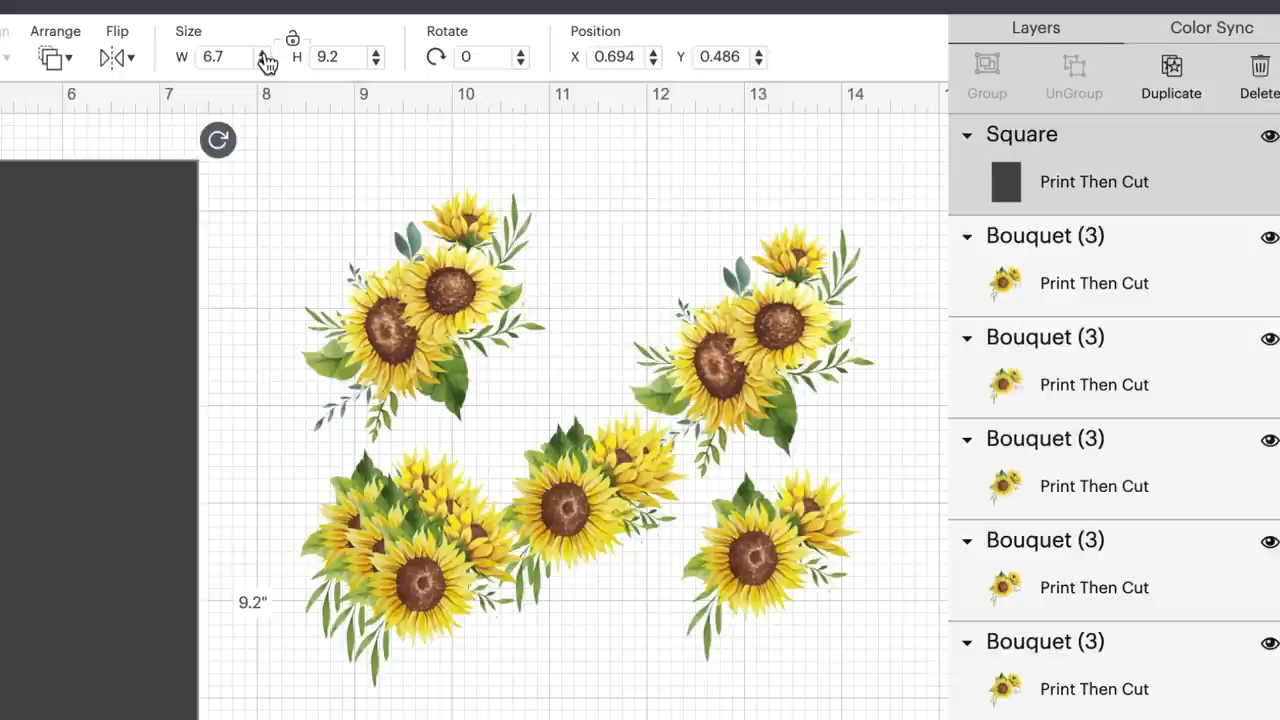 Arrange
Flip
Size
W 6.7
H 9.2
Rotate
0
Position
X 0.694
Y 0.486
Layers
Color Sync
Group
UnGroup
Duplicate
Delete
6 7 8 9 10 11 12 13 14
Square
Print Then Cut
Bouquet (3)
Print Then Cut
Bouquet (3)
Print Then Cut
Bouquet (3)
Print Then Cut
Bouquet (3)
Print Then Cut
Bouquet (3)
Print Then Cut
9.2"